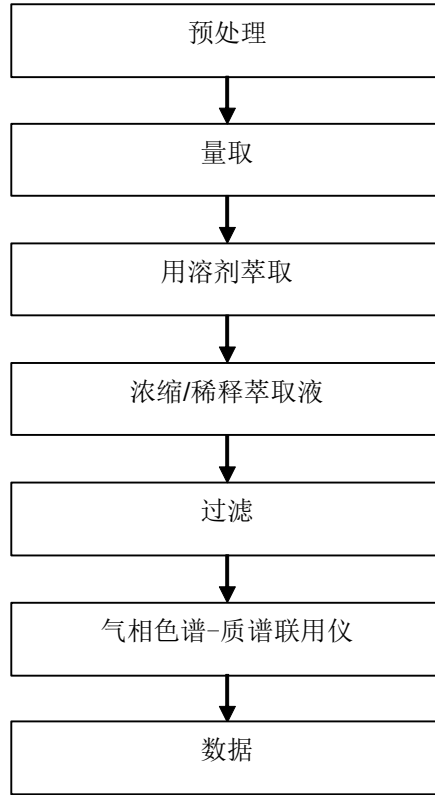 预处理
量取
用溶剂萃取
浓缩/稀释萃取液
过滤
气相色谱-质谱联用仪
数据